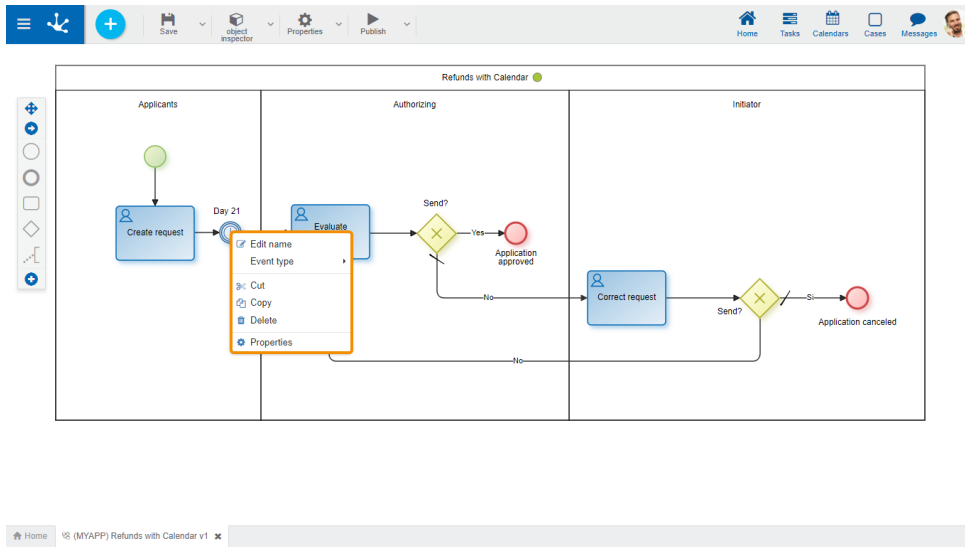 Save
object
inspector
Properties
Publish
Home
Tasks
Calendars
Cases
Messages
Refunds with Calendar
Applicants
Authorizing
Initiator
Create request
Day 21
Evaluate
Send?
Yes
Application
approved
No
Correct request
Send?
Si
Application canceled
No
Edit name
Event type
Cut
Copy
Delete
Properties
Home
(MYAPP) Refunds with Calendar v1